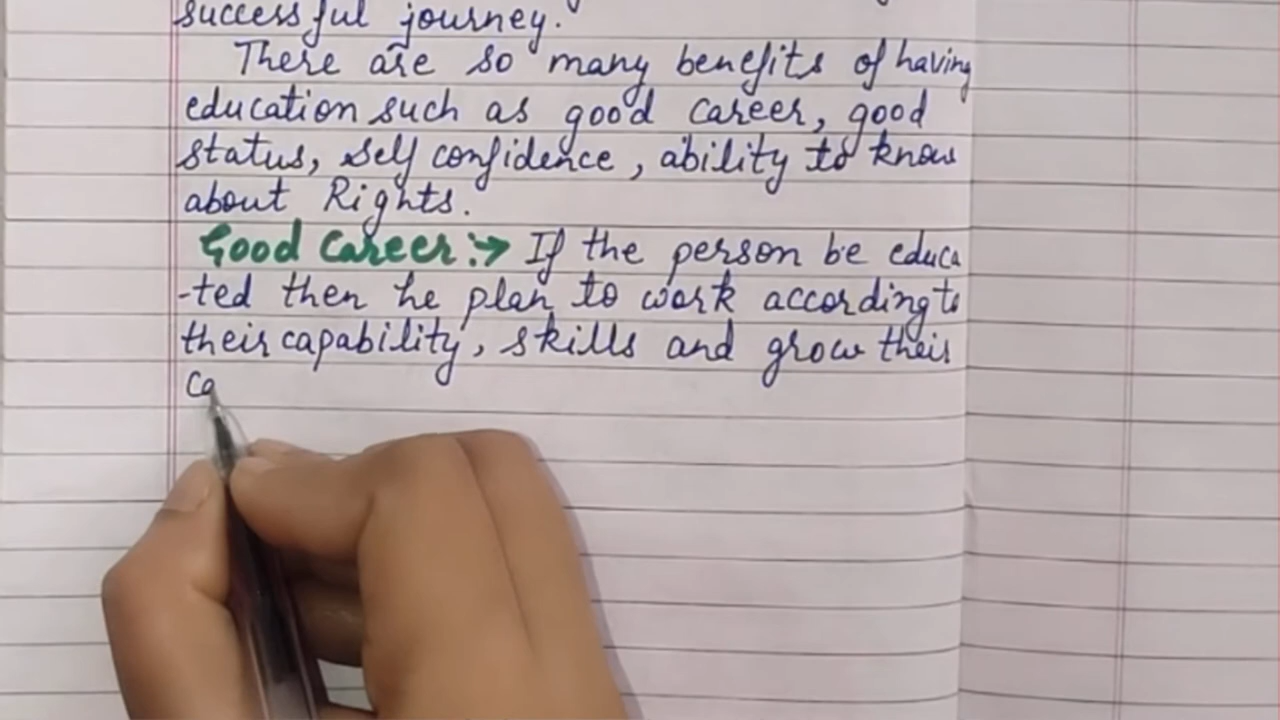 successful journey.
There are so many benefits of having
education such as good career, good
status, self confidence, ability to know
about Rights.
Good Career :→ If the person be educa
-ted then he plan to work according to
their capability, skills and grow their
ca